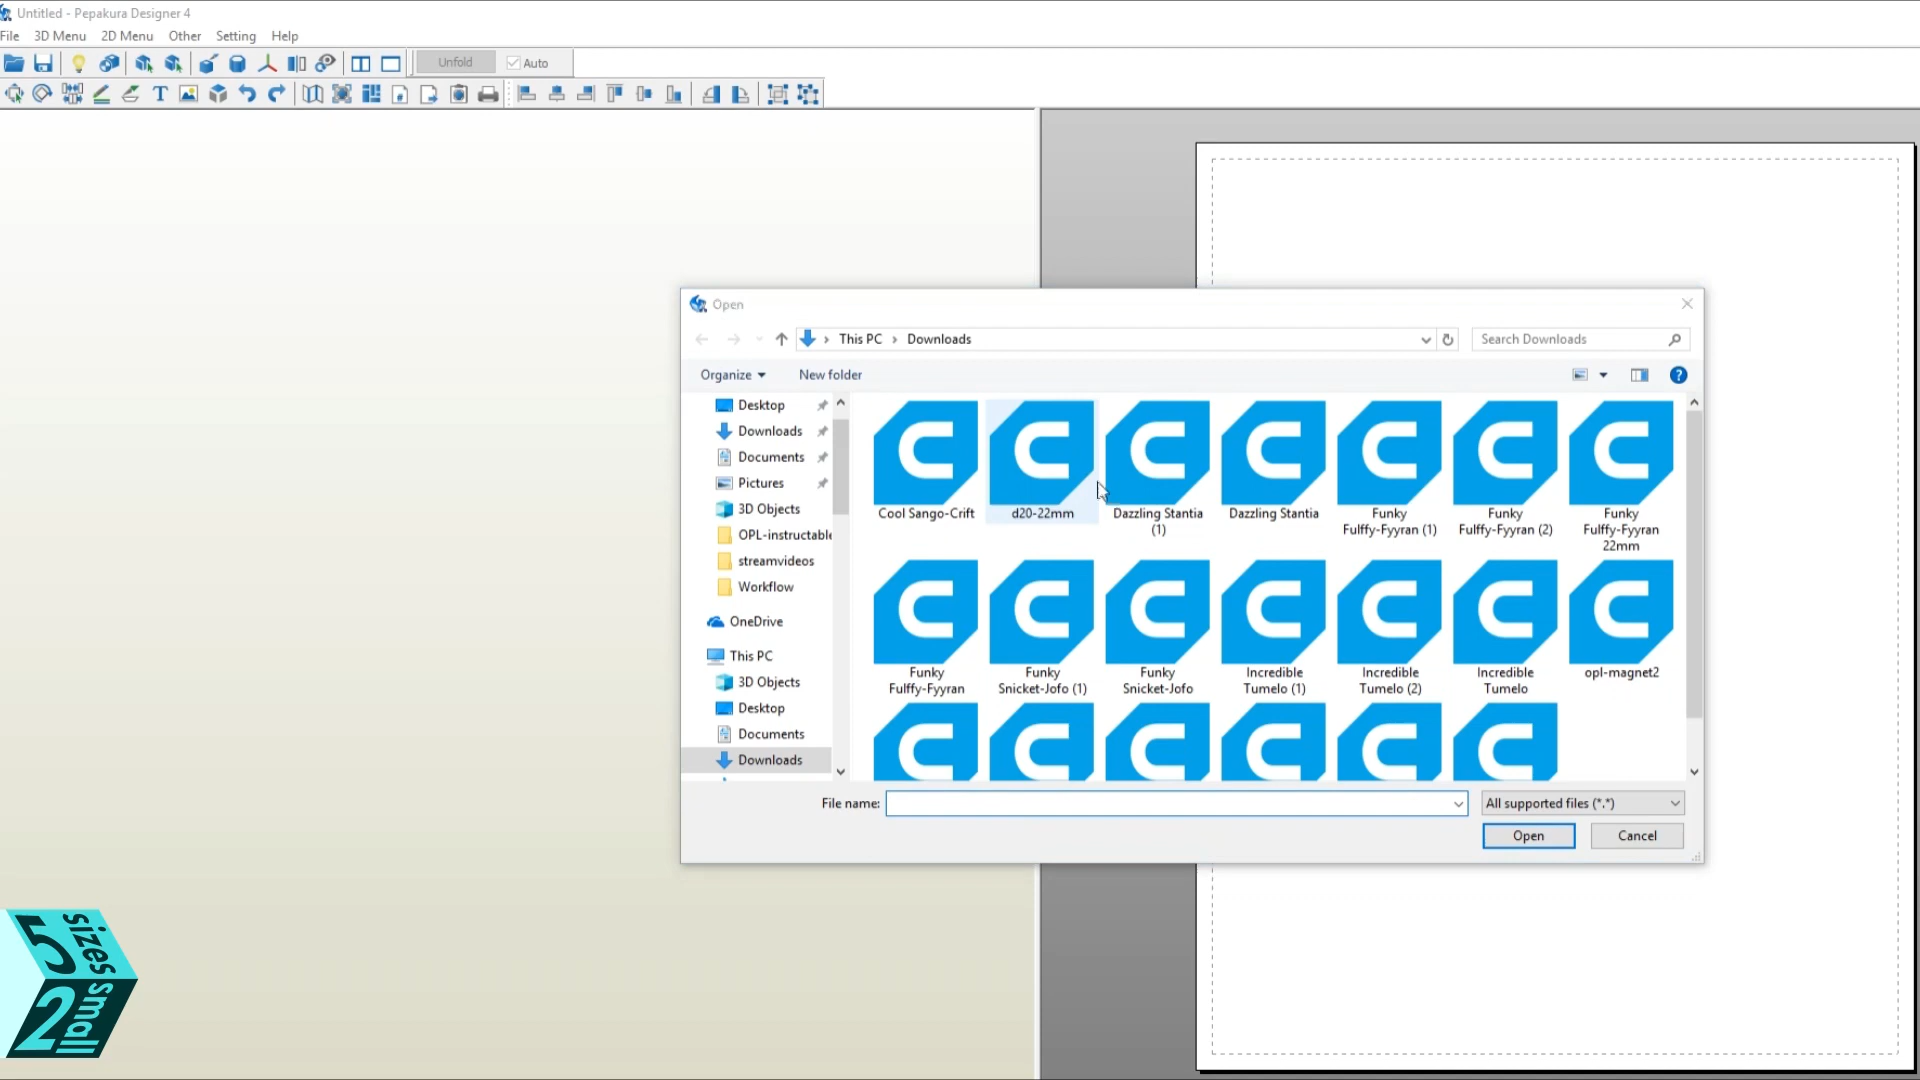 Untitled - Pepakura Designer 4
File 3D Menu 2D Menu Other Setting Help
Unfold Auto
Open
This PC Downloads
Search Downloads
Organize New folder
Desktop
Downloads
Documents
Pictures
3D Objects
OPL-instructable
streamvideos
Workflow
OneDrive
This PC
3D Objects
Desktop
Documents
Downloads
Cool Sango-Crift
d20-22mm
Dazzling Stantia
(1)
Dazzling Stantia
Funky
Fulffy-Fyyran (1)
Funky
Fulffy-Fyyran (2)
Funky
Fulffy-Fyyran
22mm
Funky
Fulffy-Fyyran
Funky
Snicket-Jofo (1)
Funky
Snicket-Jofo
Incredible
Tumelo (1)
Incredible
Tumelo (2)
Incredible
Tumelo
opl-magnet2
File name:
All supported files (*.*)
Open Cancel
5 sizes
2 small